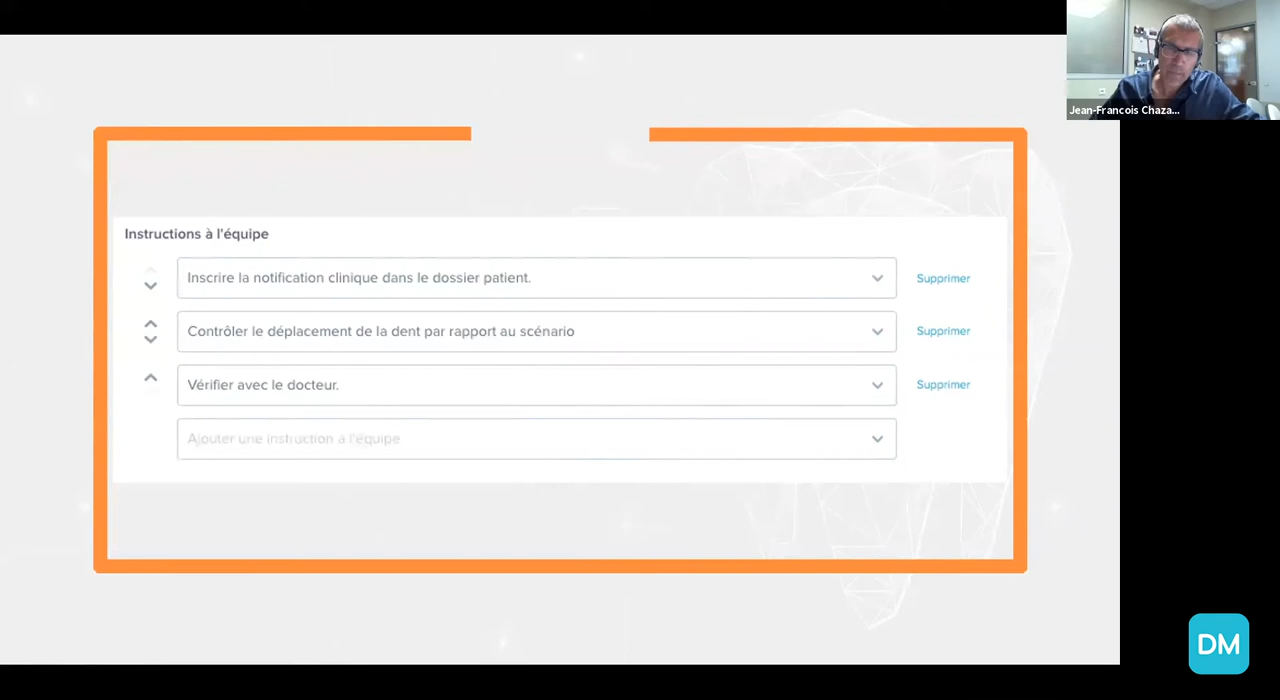 Jean-Francois Chaza...
Instructions à l'équipe
Inscrire la notification clinique dans le dossier patient.
Supprimer
Contrôler le déplacement de la dent par rapport au scénario
Supprimer
Vérifier avec le docteur.
Supprimer
Ajouter une instruction à l'équipe
DM